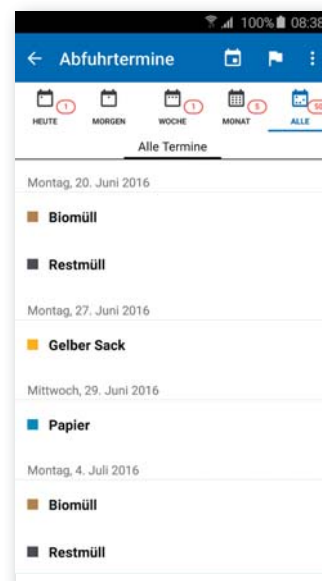 100% 08:38
Abfuhrtermine
1 1 5 50
HEUTE MORGEN WOCHE MONAT ALLE
Alle Termine
Montag, 20. Juni 2016
Biomüll
Restmüll
Montag, 27. Juni 2016
Gelber Sack
Mittwoch, 29. Juni 2016
Papier
Montag, 4. Juli 2016
Biomüll
Restmüll